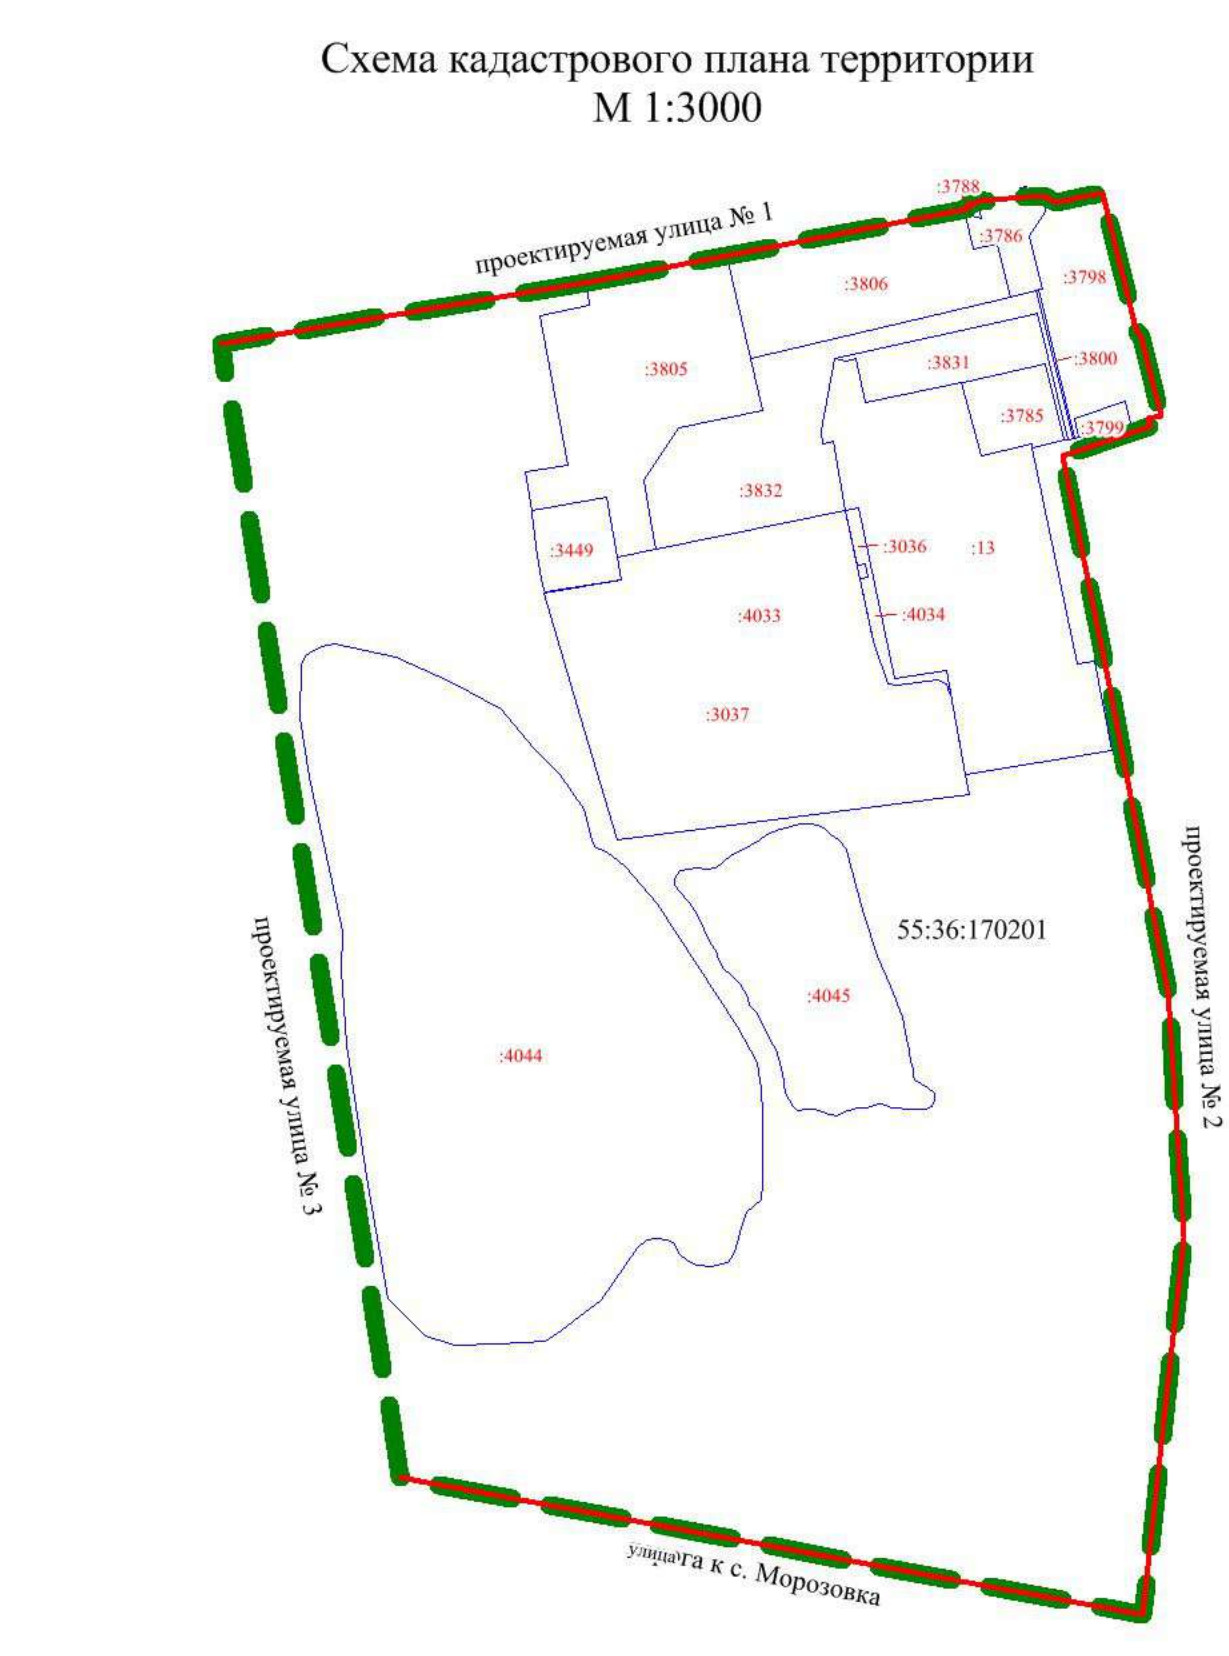 Схема кадастрового плана территории
М 1:3000
:3788
проектируемая улица № 1
:3786
:3798
:3806
:3800
:3831
:3805
:3785
:3799
:3832
:3036
:13
:3449
:4034
:4033
:3037
проектируемая улица № 2
55:36:170201
:4045
проектируемая улица № 3
:4044
улица
к с. Морозовка